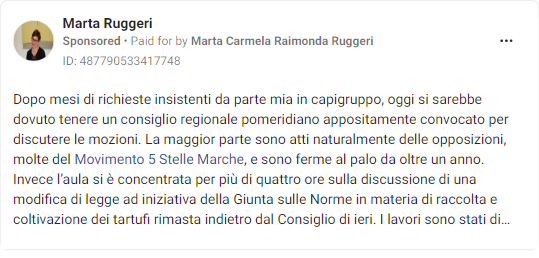 Marta Ruggeri
Sponsored • Paid for by Marta Carmela Raimonda Ruggeri
ID: 487790533417748
Dopo mesi di richieste insistenti da parte mia in capigruppo, oggi si sarebbe
dovuto tenere un consiglio regionale pomeridiano appositamente convocato per
discutere le mozioni. La maggior parte sono atti naturalmente delle opposizioni,
molte del Movimento 5 Stelle Marche, e sono ferme al palo da oltre un anno.
Invece l’aula si è concentrata per più di quattro ore sulla discussione di una
modifica di legge ad iniziativa della Giunta sulle Norme in materia di raccolta e
coltivazione dei tartufi rimasta indietro dal Consiglio di ieri. I lavori sono stati di...